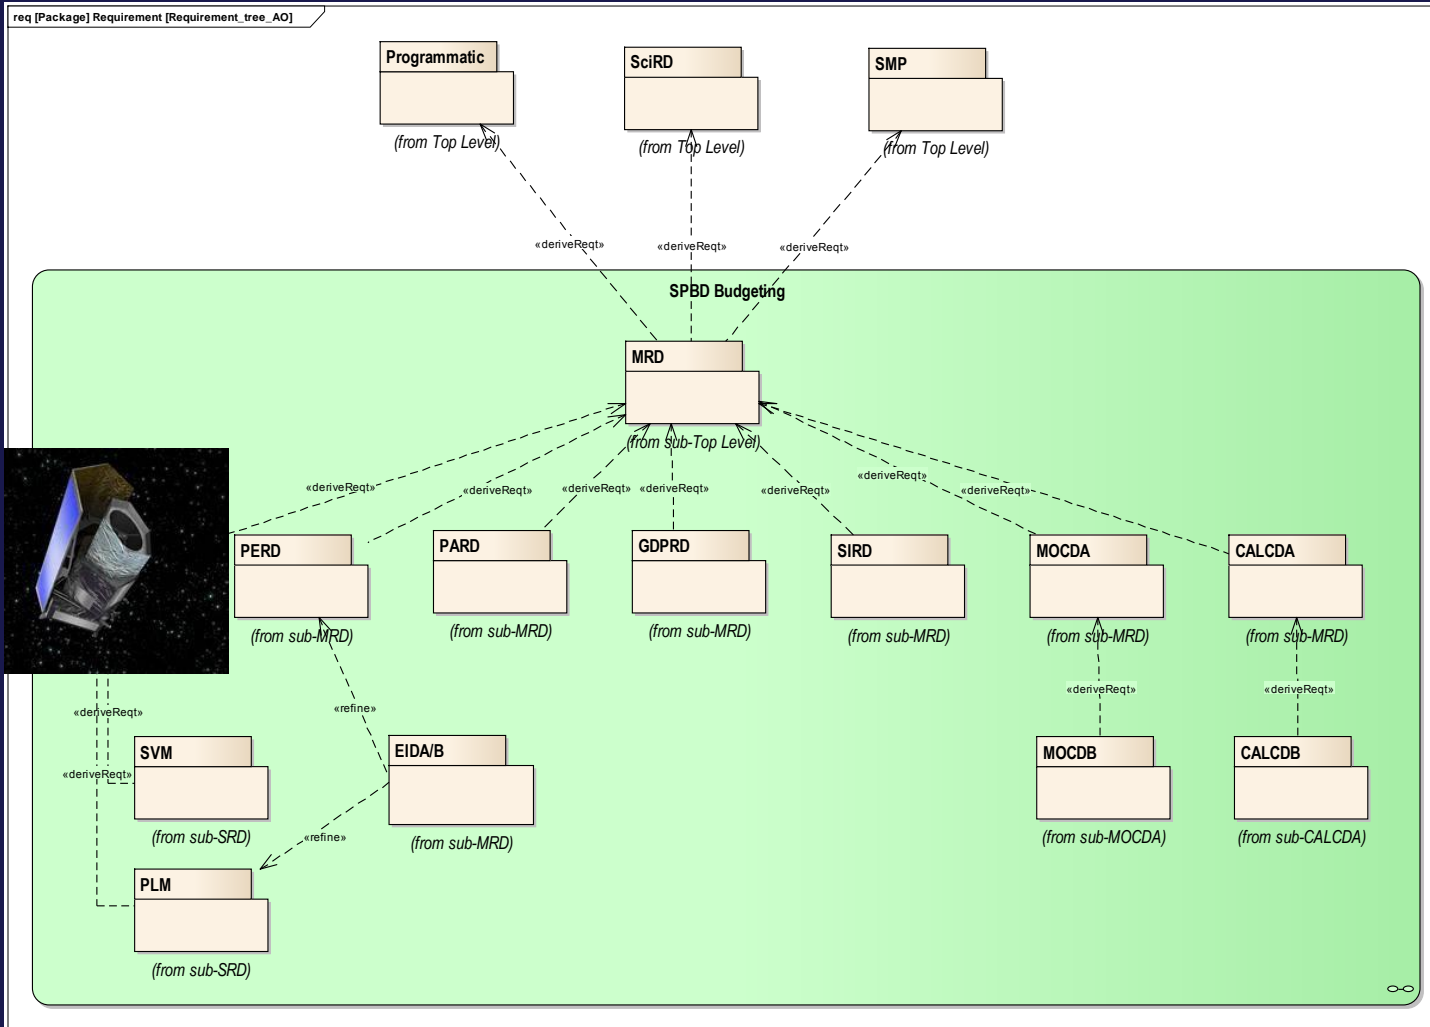 req [Package] Requirement [Requirement_tree_AO]
Programmatic
SciRD
SMP
(from Top Level)
(from Top Level)
(from Top Level)
«deriveReqt»
«deriveReqt»
«deriveReqt»
SPBD Budgeting
MRD
(from sub-Top Level)
«deriveReqt»
«deriveReqt»
«deriveReqt»
«deriveReqt»
«deriveReqt»
«deriveReqt»
«deriveReqt»
PERD
PARD
GDPRD
SIRD
MOCDA
CALCDA
(from sub-MRD)
(from sub-MRD)
(from sub-MRD)
(from sub-MRD)
(from sub-MRD)
(from sub-MRD)
«deriveReqt»
«refine»
«deriveReqt»
«deriveReqt»
SVM
EIDA/B
MOCDB
CALCDB
«deriveReqt»
(from sub-SRD)
«refine»
(from sub-MRD)
(from sub-MOCDA)
(from sub-CALCDA)
PLM
(from sub-SRD)